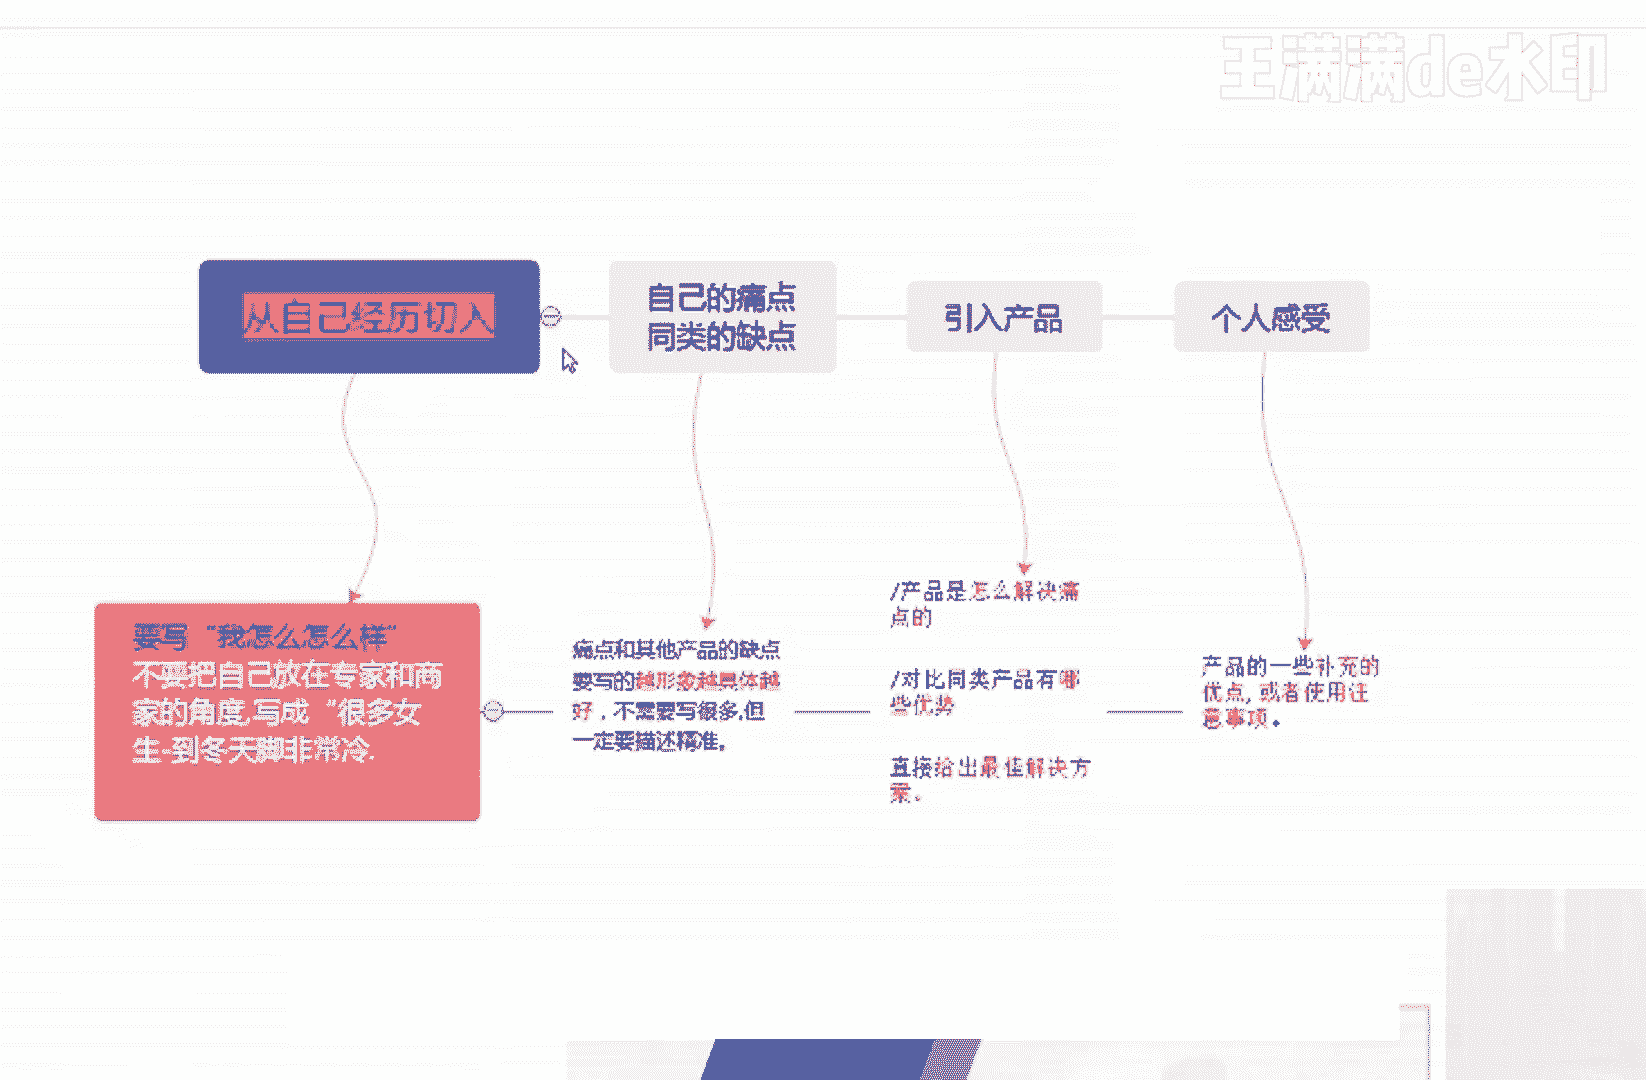 王满满de水印
从自己经历切入
自己的痛点
同类的缺点
引入产品
个人感受
要写“我怎么怎么样”
不要把自己放在专家和商
家的角度,写成“很多女
生-到冬天脚非常冷.
痛点和其他产品的缺点
要写的越形象越具体越
好，不需要写很多,但
一定要描述精准。
/产品是怎么解决痛
点的
/对比同类产品有哪
些优势
直接给出最佳解决方
案。
产品的一些补充的
优点, 或者使用注
意事项。